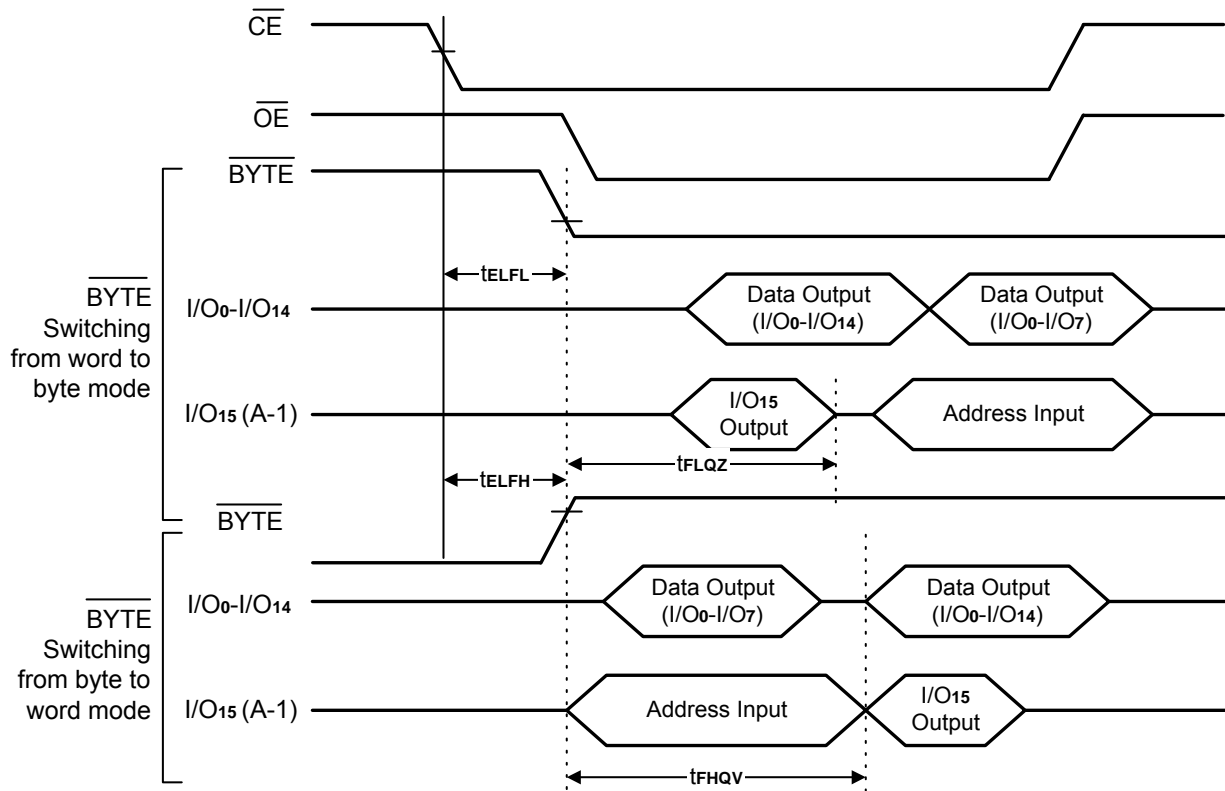 CE
OE
BYTE
tELFL
BYTE
Switching
from word to
byte mode
I/O0-I/O14
Data Output
(I/O0-I/O14)
Data Output
(I/O0-I/O7)
I/O15 (A-1)
I/O15
Output
Address Input
tELFH
tFLQZ
BYTE
BYTE
Switching
from byte to
word mode
I/O0-I/O14
Data Output
(I/O0-I/O7)
Data Output
(I/O0-I/O14)
I/O15 (A-1)
Address Input
I/O15
Output
tFHQV